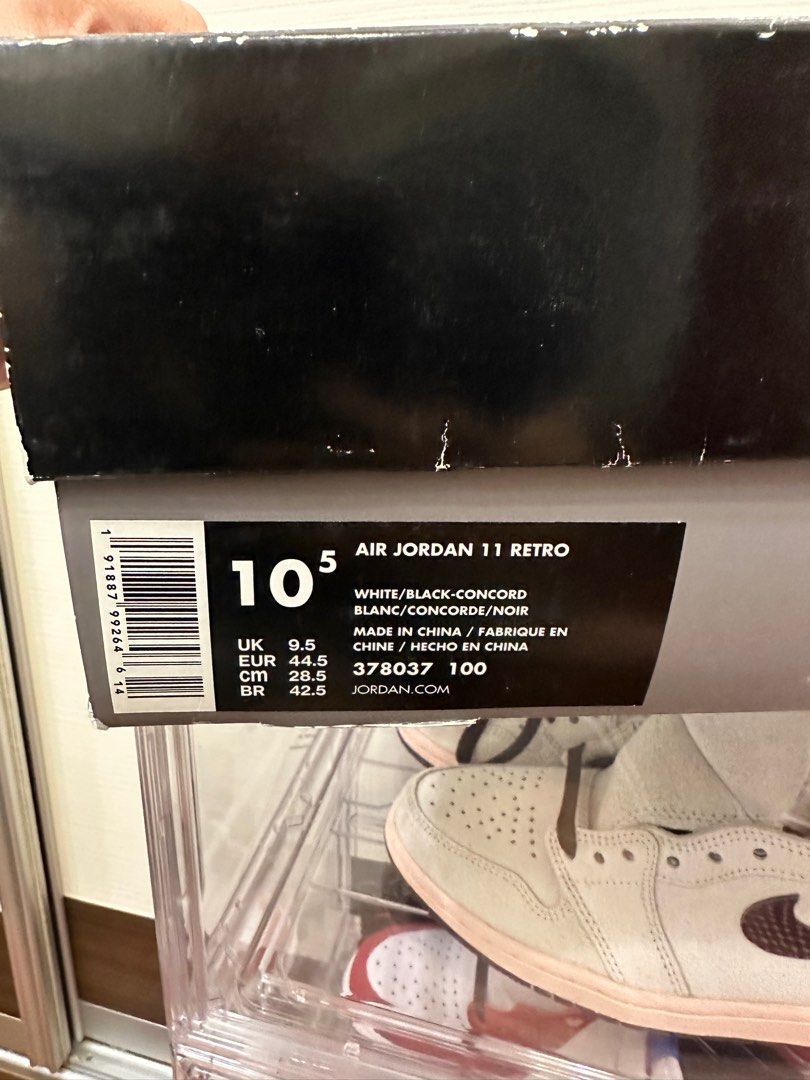 1 91887 99264 6 14
10⁵
AIR JORDAN 11 RETRO
WHITE/BLACK-CONCORD
BLANC/CONCORDE/NOIR
MADE IN CHINA / FABRIQUE EN
CHINE / HECHO EN CHINA
378037 100
JORDAN.COM
UK 9.5
EUR 44.5
cm 28.5
BR 42.5